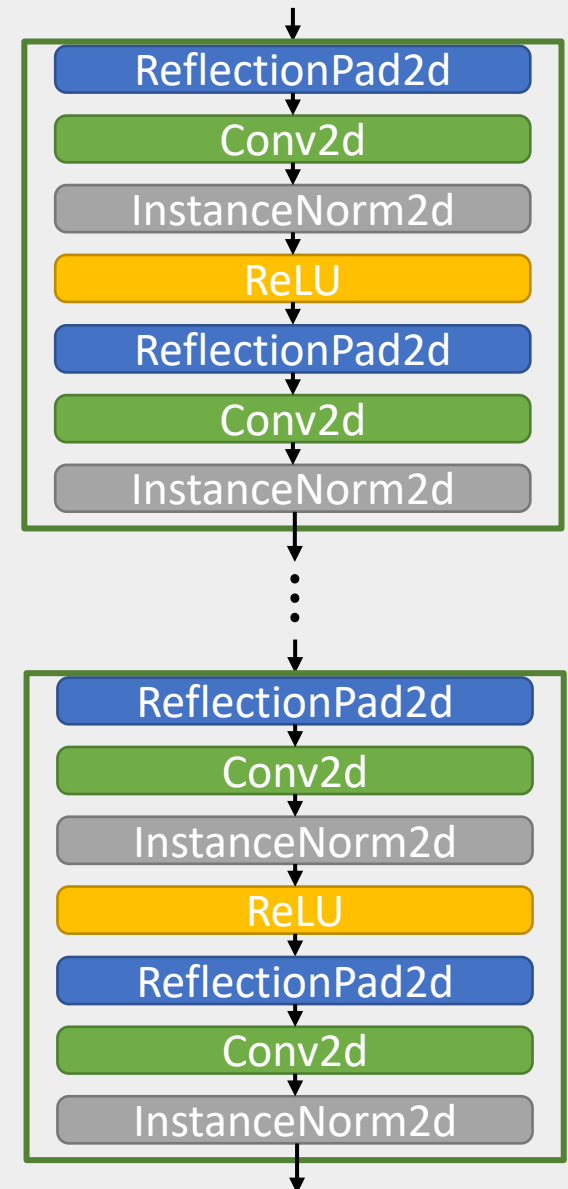 ReflectionPad2d
Conv2d
InstanceNorm2d
ReLU
ReflectionPad2d
Conv2d
InstanceNorm2d
ReflectionPad2d
Conv2d
InstanceNorm2d
ReLU
ReflectionPad2d
Conv2d
InstanceNorm2d